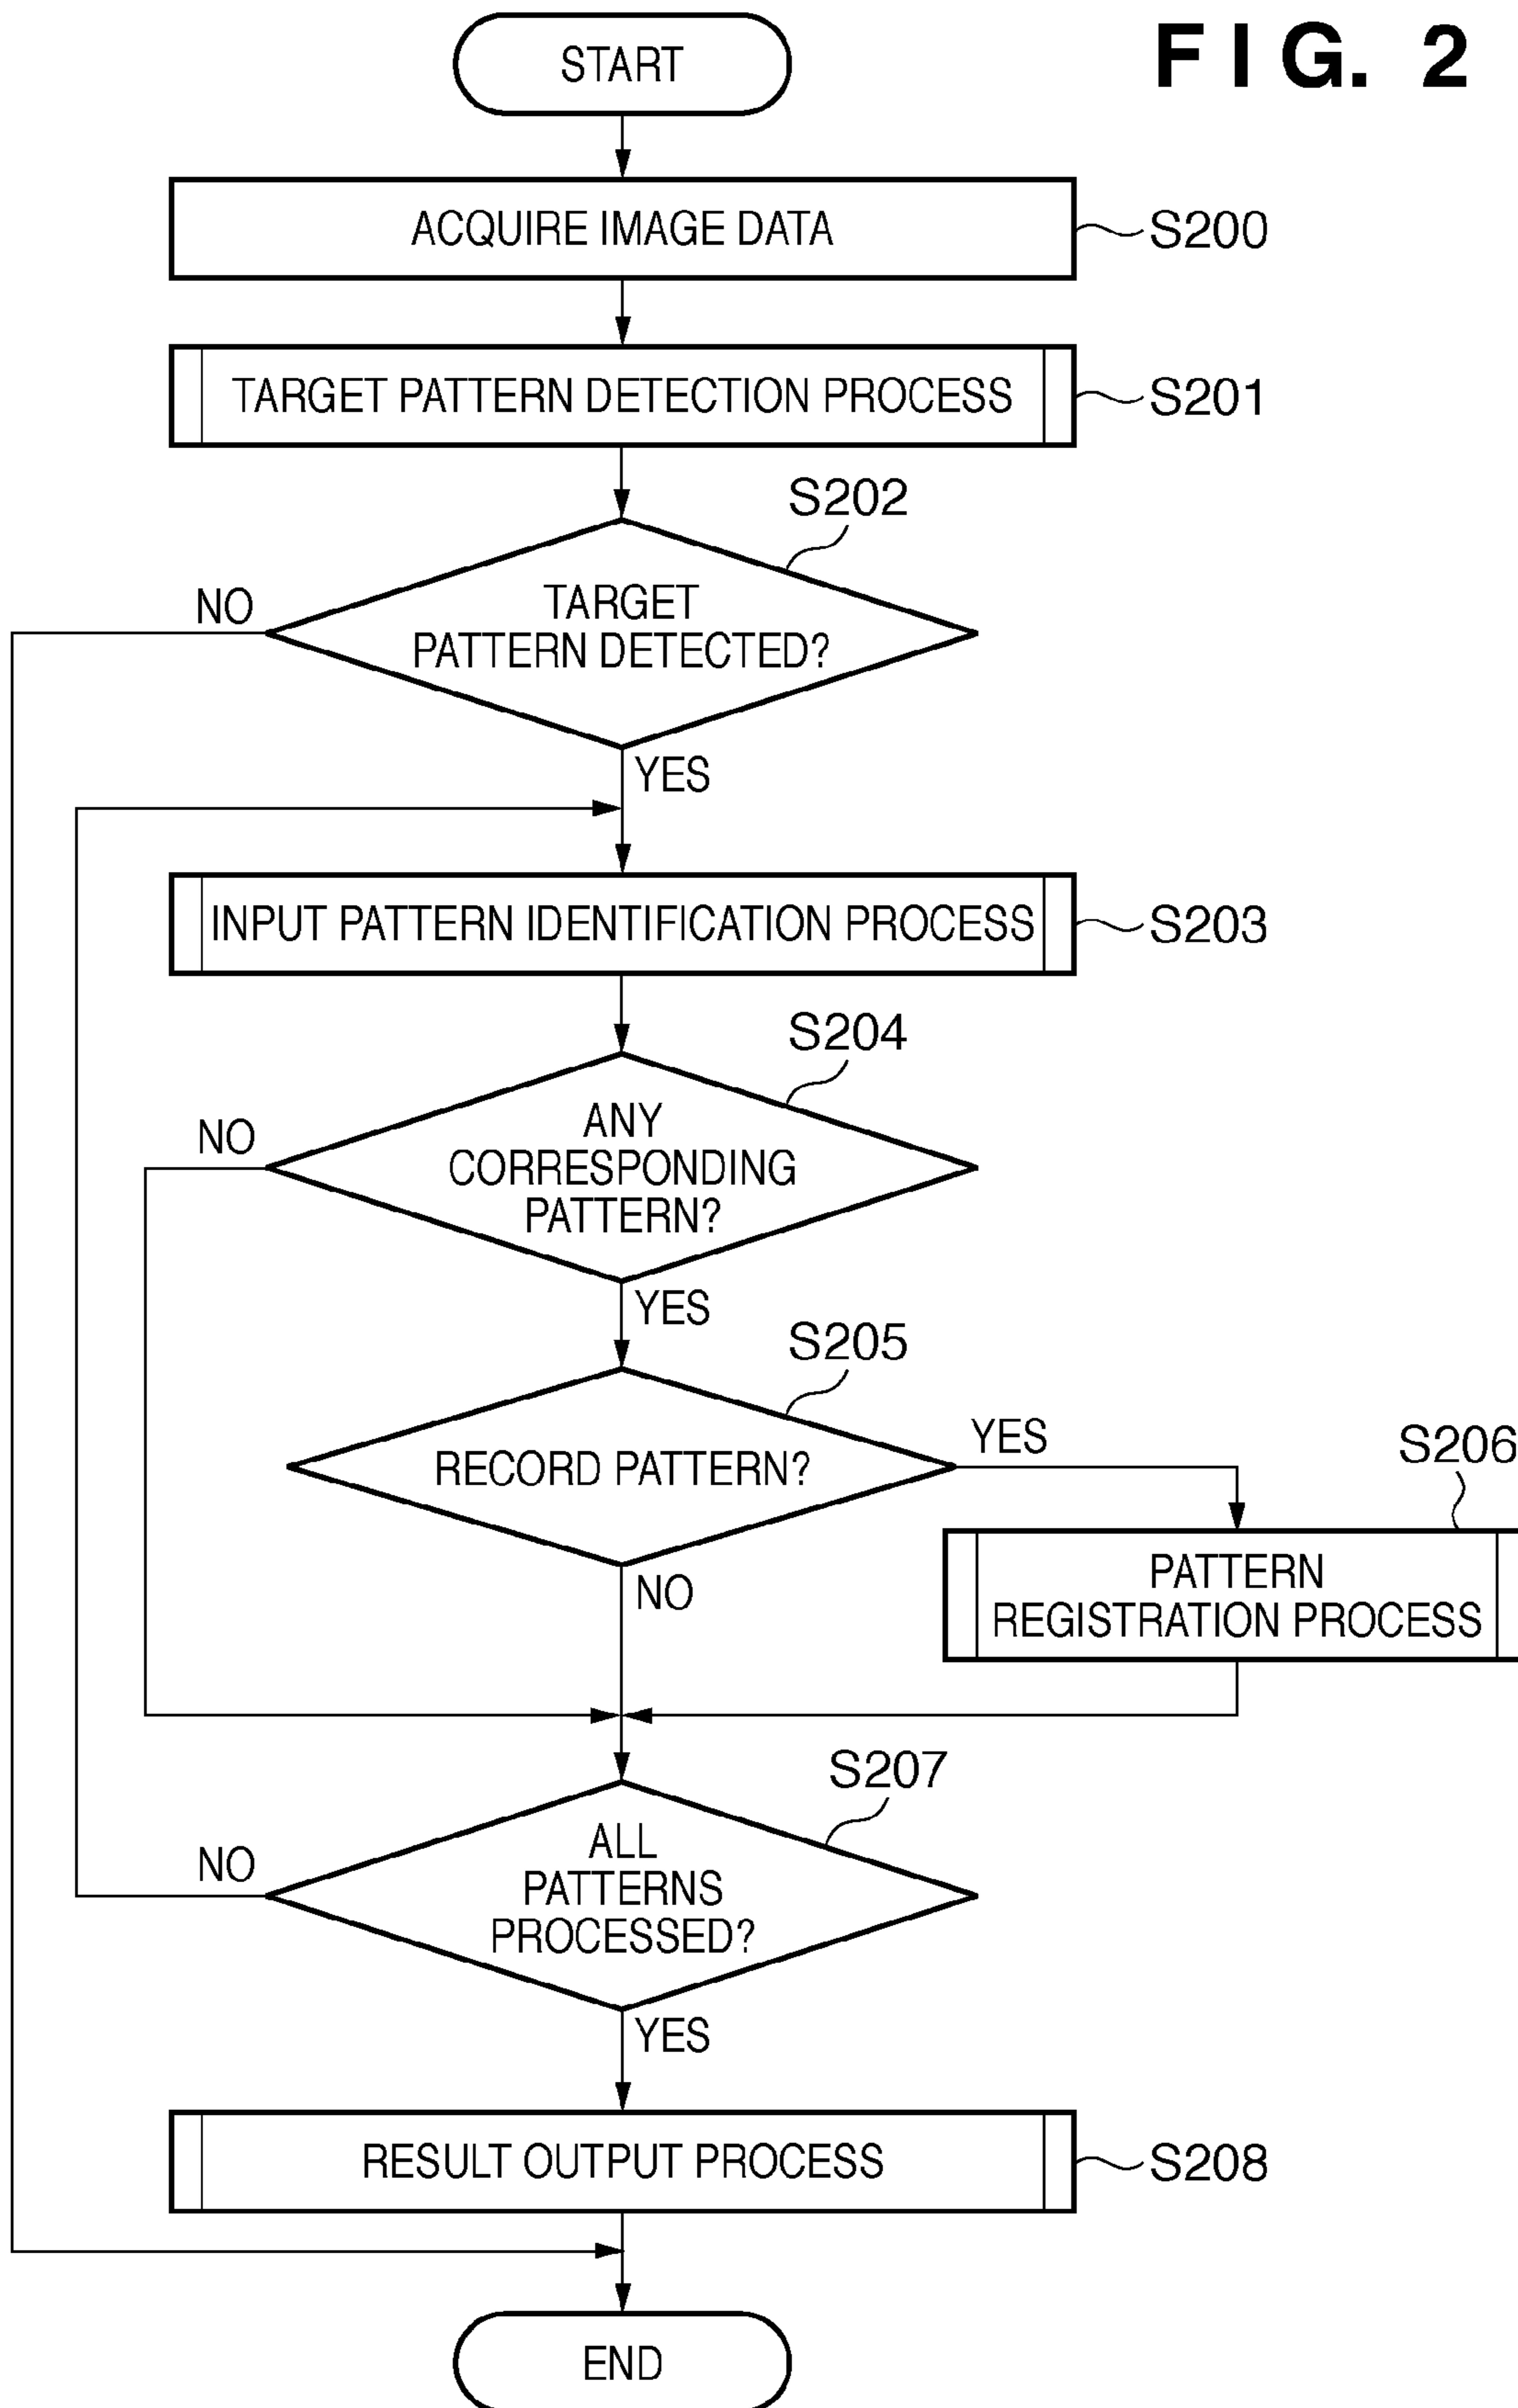 FIG. 2
START
ACQUIRE IMAGE DATA
S200
TARGET PATTERN DETECTION PROCESS
S201
S202
TARGET
PATTERN DETECTED?
NO
YES
INPUT PATTERN IDENTIFICATION PROCESS
S203
S204
ANY
CORRESPONDING
PATTERN?
NO
YES
S205
RECORD PATTERN?
YES
NO
S206
PATTERN
REGISTRATION PROCESS
S207
ALL
PATTERNS
PROCESSED?
NO
YES
RESULT OUTPUT PROCESS
S208
END